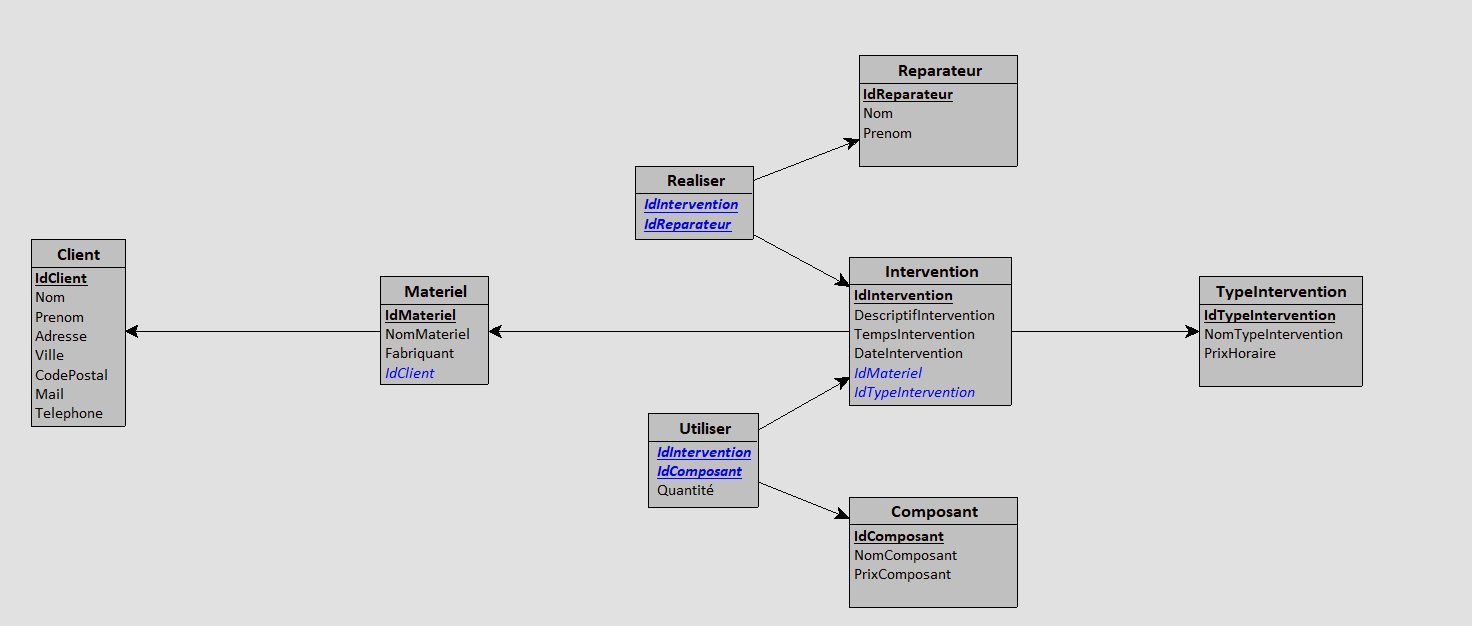 Client
IdClient
Nom
Prenom
Adresse
Ville
CodePostal
Mail
Telephone
Materiel
IdMateriel
NomMateriel
Fabriquant
IdClient
Realiser
IdIntervention
IdReparateur
Utiliser
IdIntervention
IdComposant
Quantité
Reparateur
IdReparateur
Nom
Prenom
Intervention
IdIntervention
DescriptifIntervention
TempsIntervention
DateIntervention
IdMateriel
IdTypeIntervention
Composant
IdComposant
NomComposant
PrixComposant
TypeIntervention
IdTypeIntervention
NomTypeIntervention
PrixHoraire